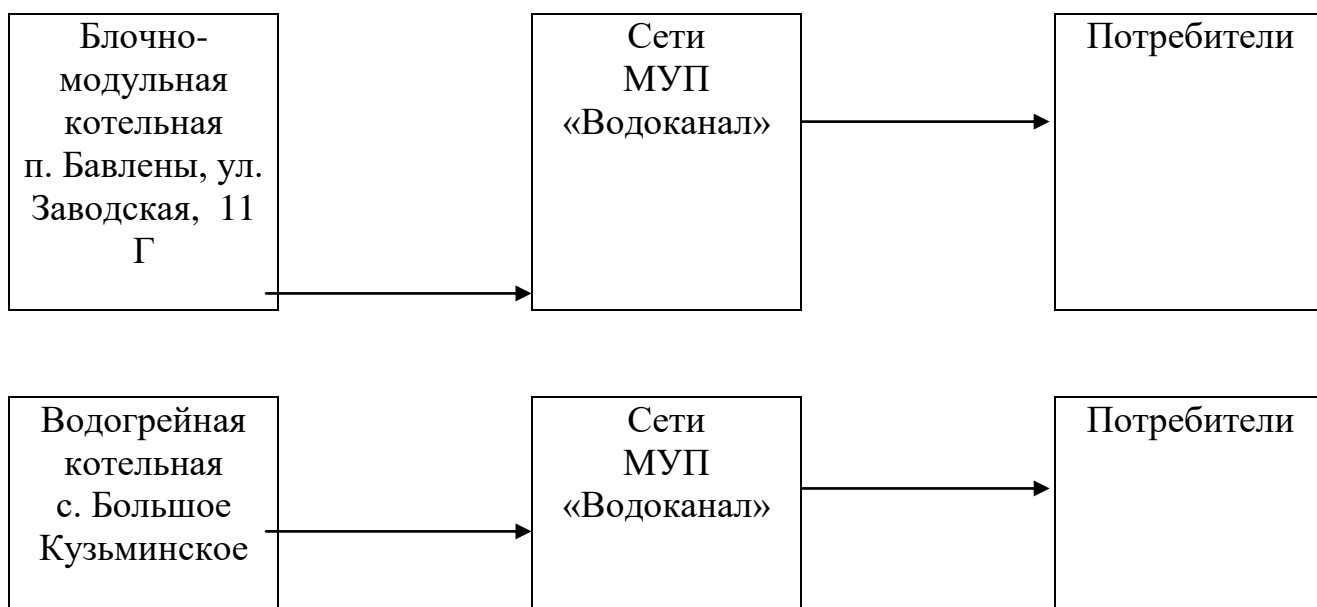 Блочно-
модульная
котельная
п. Бавлены, ул.
Заводская, 11
Г
Сети
МУП
«Водоканал»
Потребители
Водогрейная
котельная
с. Большое
Кузьминское
Сети
МУП
«Водоканал»
Потребители